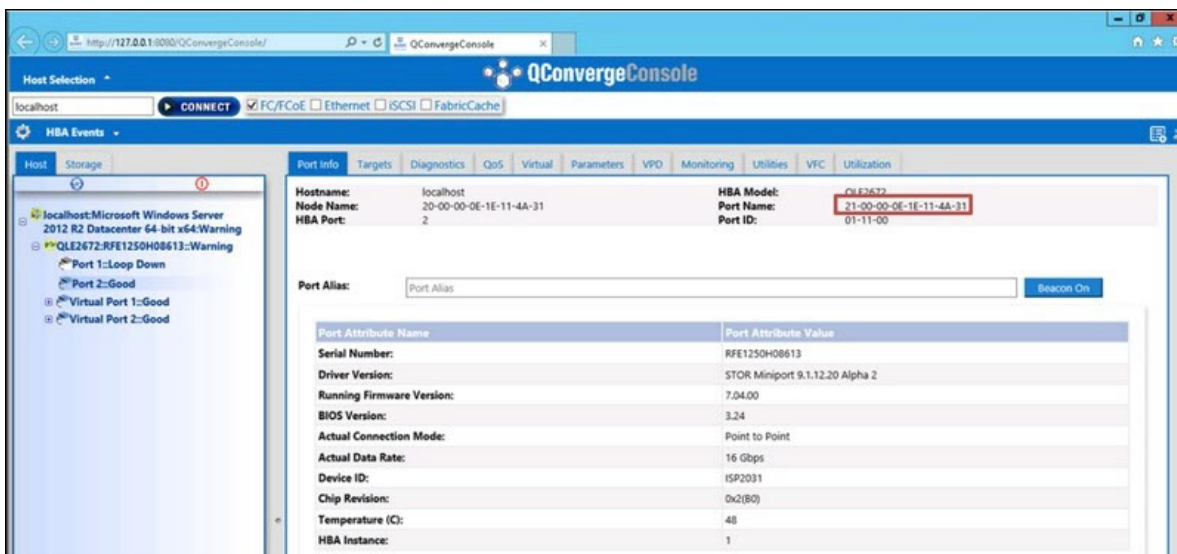 http://127.0.0.1:8080/QConvergeConsole/
QConvergeConsole
Host Selection
QConvergeConsole
localhost
CONNECT
FC/FCoE Ethernet iSCSI FabricCache
HBA Events
Host Storage
Port Info Targets Diagnostics QoS Virtual Parameters VPD Monitoring Utilities VFC Utilization
localhost:Microsoft Windows Server
2012 R2 Datacenter 64-bit x64:Warning
QLE2672:RFE1250H08613::Warning
Port 1::Loop Down
Port 2::Good
Virtual Port 1::Good
Virtual Port 2::Good
Hostname: localhost HBA Model: QLE2672
Node Name: 20-00-00-0E-1E-11-4A-31 Port Name: 21-00-00-0E-1E-11-4A-31
HBA Port: 2 Port ID: 01-11-00
Port Alias: Port Alias Beacon On
Port Attribute Name Port Attribute Value
Serial Number: RFE1250H08613
Driver Version: STOR Miniport 9.1.12.20 Alpha 2
Running Firmware Version: 7.04.00
BIOS Version: 3.24
Actual Connection Mode: Point to Point
Actual Data Rate: 16 Gbps
Device ID: ISP2031
Chip Revision: 0x2(B0)
Temperature (C): 48
HBA Instance: 1